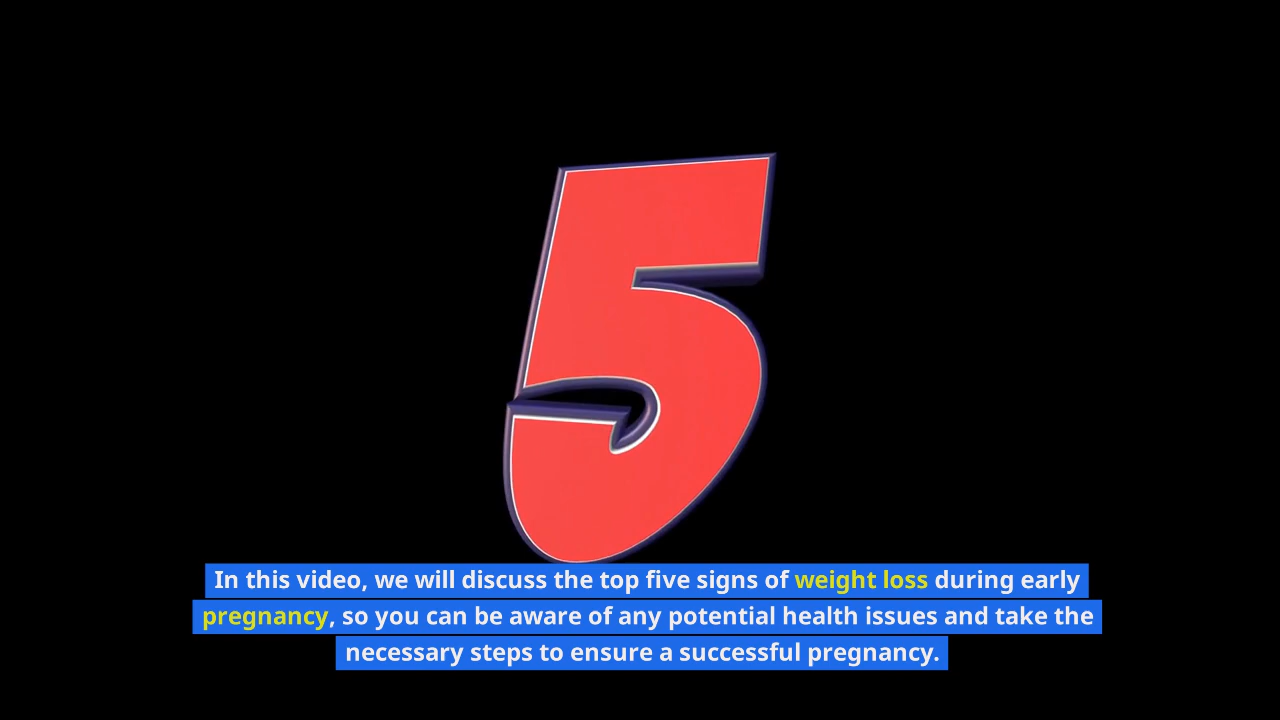 5
In this video, we will discuss the top five signs of weight loss during early
pregnancy, so you can be aware of any potential health issues and take the
necessary steps to ensure a successful pregnancy.